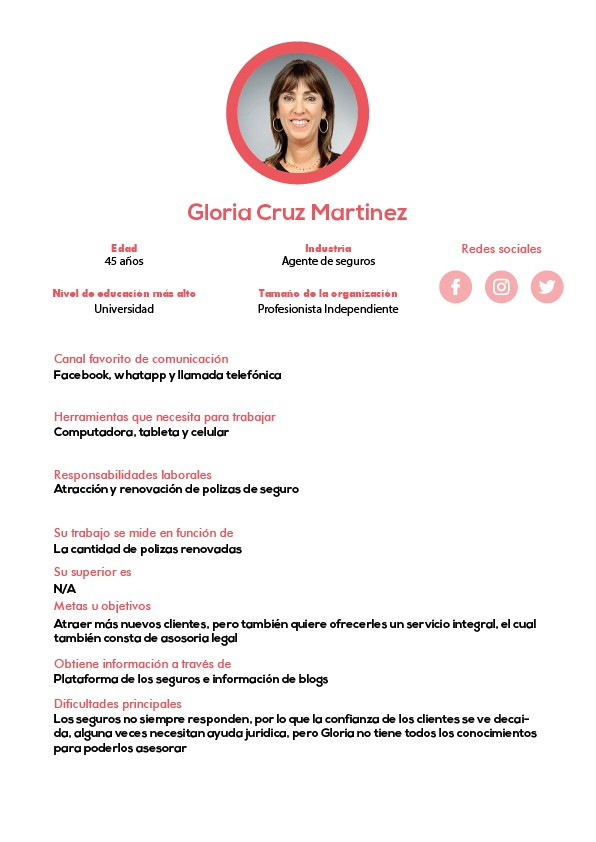 Gloria Cruz Martinez
Edad
45 años
Industria
Agente de seguros
Redes sociales
Nivel de educación más alto
Universidad
Tamaño de la organización
Profesionista Independiente
Canal favorito de comunicación
Facebook, whatapp y llamada telefónica
Herramientas que necesita para trabajar
Computadora, tableta y celular
Responsabilidades laborales
Atracción y renovación de polizas de seguro
Su trabajo se mide en función de
La cantidad de polizas renovadas
Su superior es
N/A
Metas u objetivos
Atraer más nuevos clientes, pero también quiere ofrecerles un servicio integral, el cual
también consta de asosoria legal
Obtiene información a través de
Plataforma de los seguros e información de blogs
Dificultades principales
Los seguros no siempre responden, por lo que la confianza de los clientes se ve decai-
da, alguna veces necesitan ayuda juridica, pero Gloria no tiene todos los conocimientos
para poderlos asesorar